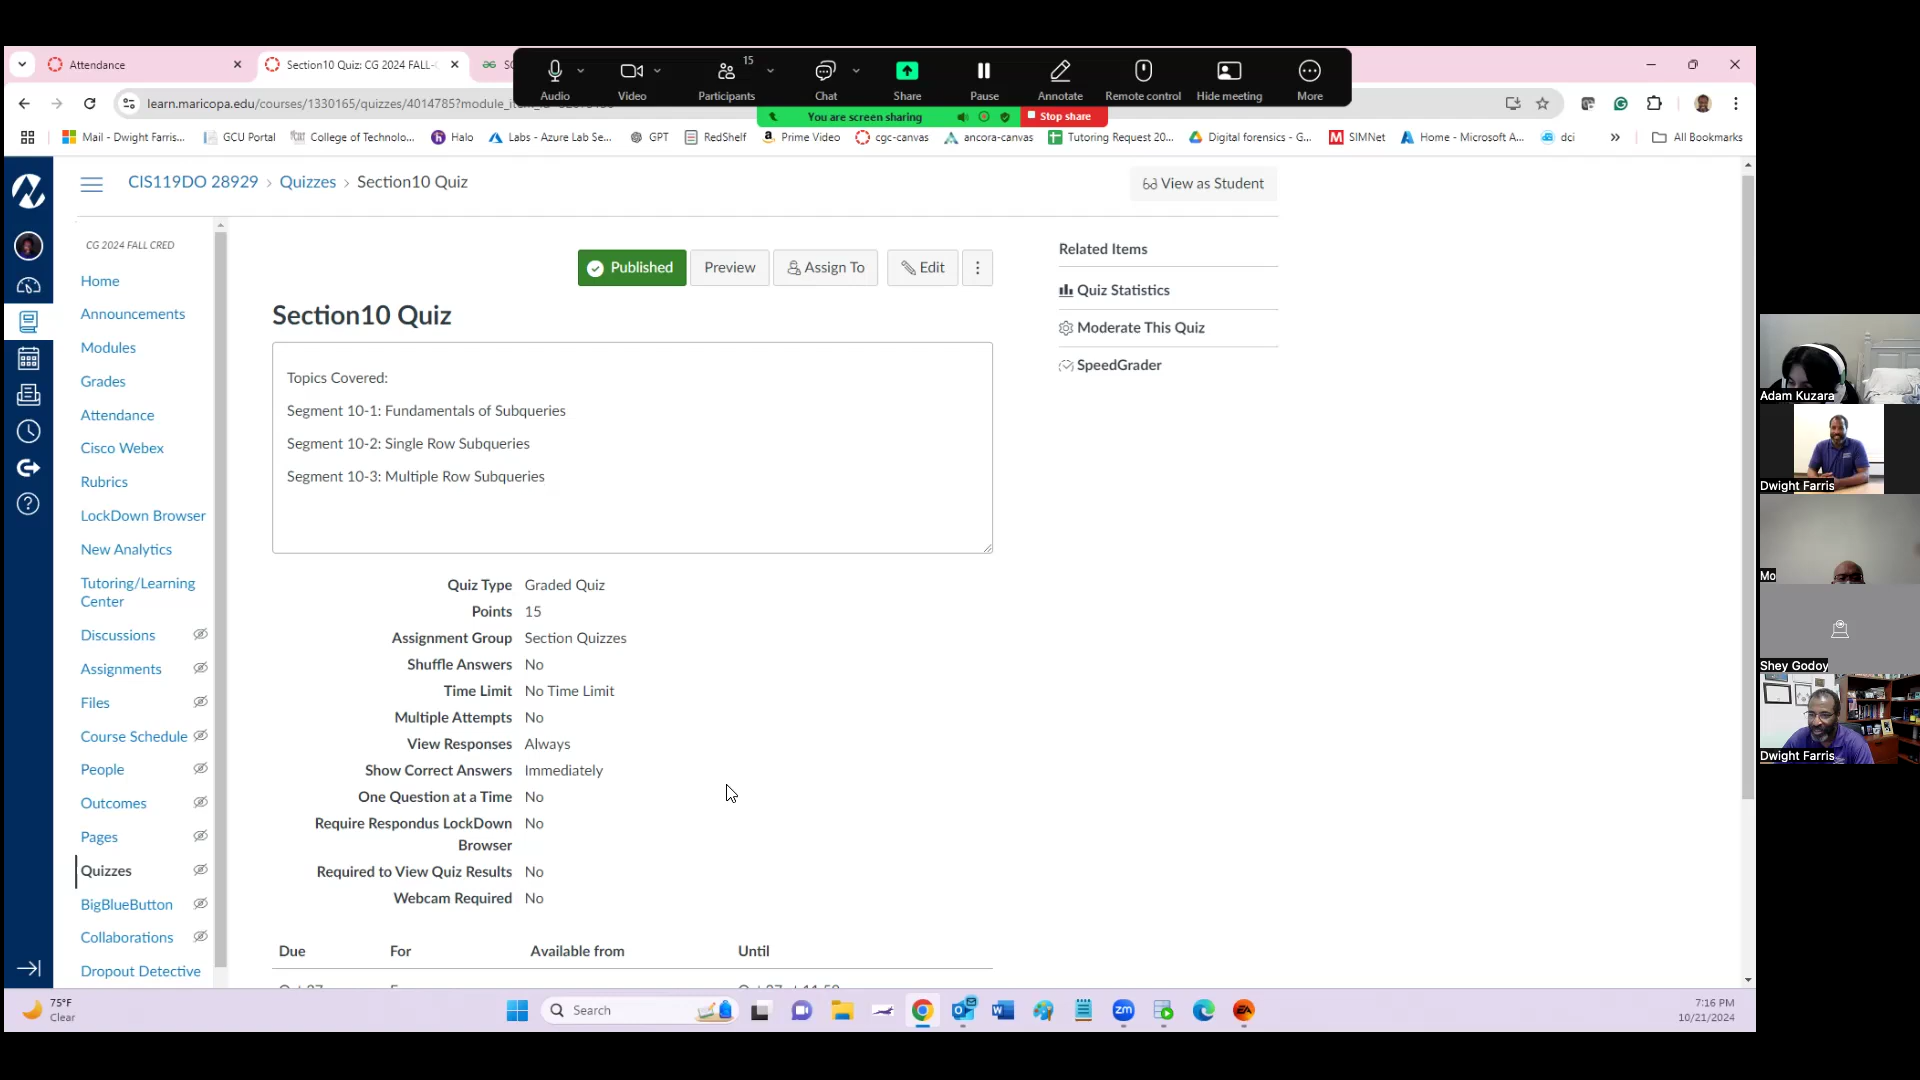 Attendance
Section10 Quiz: CG 2024 FALL-
Audio
Video
15
Participants
Chat
Share
Pause
Annotate
Remote control
Hide meeting
More
You are screen sharing
Stop share
learn.maricopa.edu/courses/1330165/quizzes/4014785?module_
Mail - Dwight Farris...
GCU Portal
College of Technolo...
Halo
Labs - Azure Lab Se...
GPT
RedShelf
Prime Video
cgc-canvas
ancora-canvas
Tutoring Request 20...
Digital forensics - G...
SIMNet
Home - Microsoft A...
dci
All Bookmarks
CIS119DO 28929 › Quizzes › Section10 Quiz
View as Student
CG 2024 FALL CRED
Home
Announcements
Modules
Grades
Attendance
Cisco Webex
Rubrics
LockDown Browser
New Analytics
Tutoring/Learning
Center
Discussions
Assignments
Files
Course Schedule
People
Outcomes
Pages
Quizzes
BigBlueButton
Collaborations
Dropout Detective
Published
Preview
Assign To
Edit
Section10 Quiz
Topics Covered:
Segment 10-1: Fundamentals of Subqueries
Segment 10-2: Single Row Subqueries
Segment 10-3: Multiple Row Subqueries
Quiz Type Graded Quiz
Points 15
Assignment Group Section Quizzes
Shuffle Answers No
Time Limit No Time Limit
Multiple Attempts No
View Responses Always
Show Correct Answers Immediately
One Question at a Time No
Require Respondus LockDown No
Browser
Required to View Quiz Results No
Webcam Required No
Due For Available from Until
Related Items
Quiz Statistics
Moderate This Quiz
SpeedGrader
Adam Kuzara
Dwight Farris
Mo
Shey Godoy
Dwight Farris
75°F
Clear
Search
zm
7:16 PM
10/21/2024